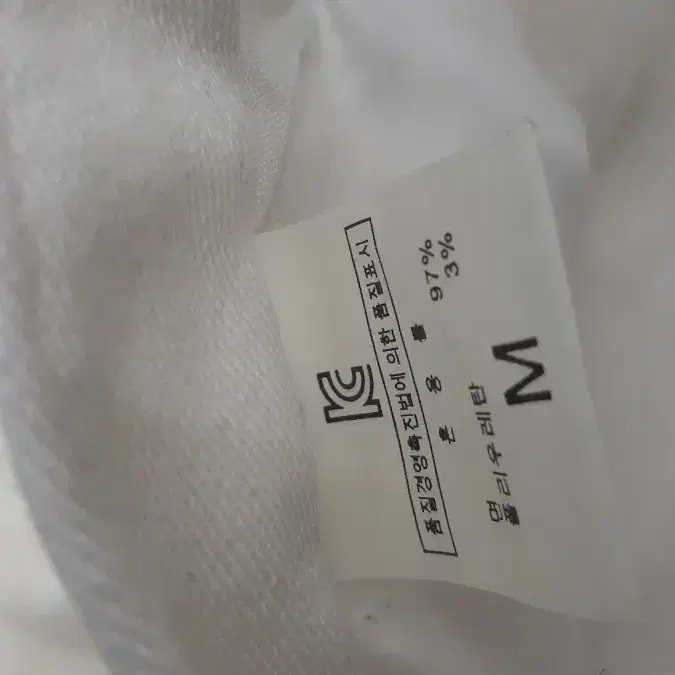 KC
품질경영촉진법에 의한 품질표시
혼 용 률
면 97%
폴리우레탄 3%
M